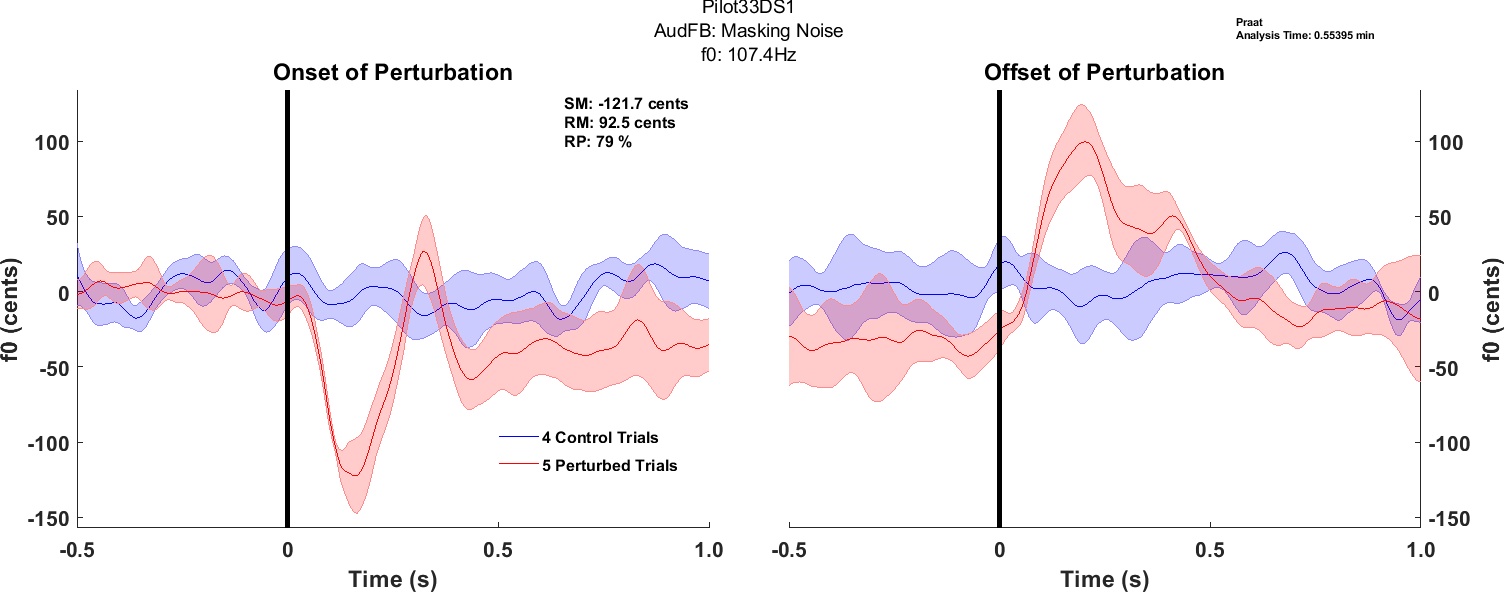 Pilot33DS1
AudFB: Masking Noise
f0: 107.4Hz
Praat
Analysis Time: 0.55395 min
Onset of Perturbation
SM: -121.7 cents
RM: 92.5 cents
RP: 79 %
100
50
0
-50
-100
-150
f0 (cents)
4 Control Trials
5 Perturbed Trials
-0.5
0
0.5
1.0
Time (s)
Offset of Perturbation
100
50
0
-50
-100
-150
f0 (cents)
-0.5
0
0.5
1.0
Time (s)